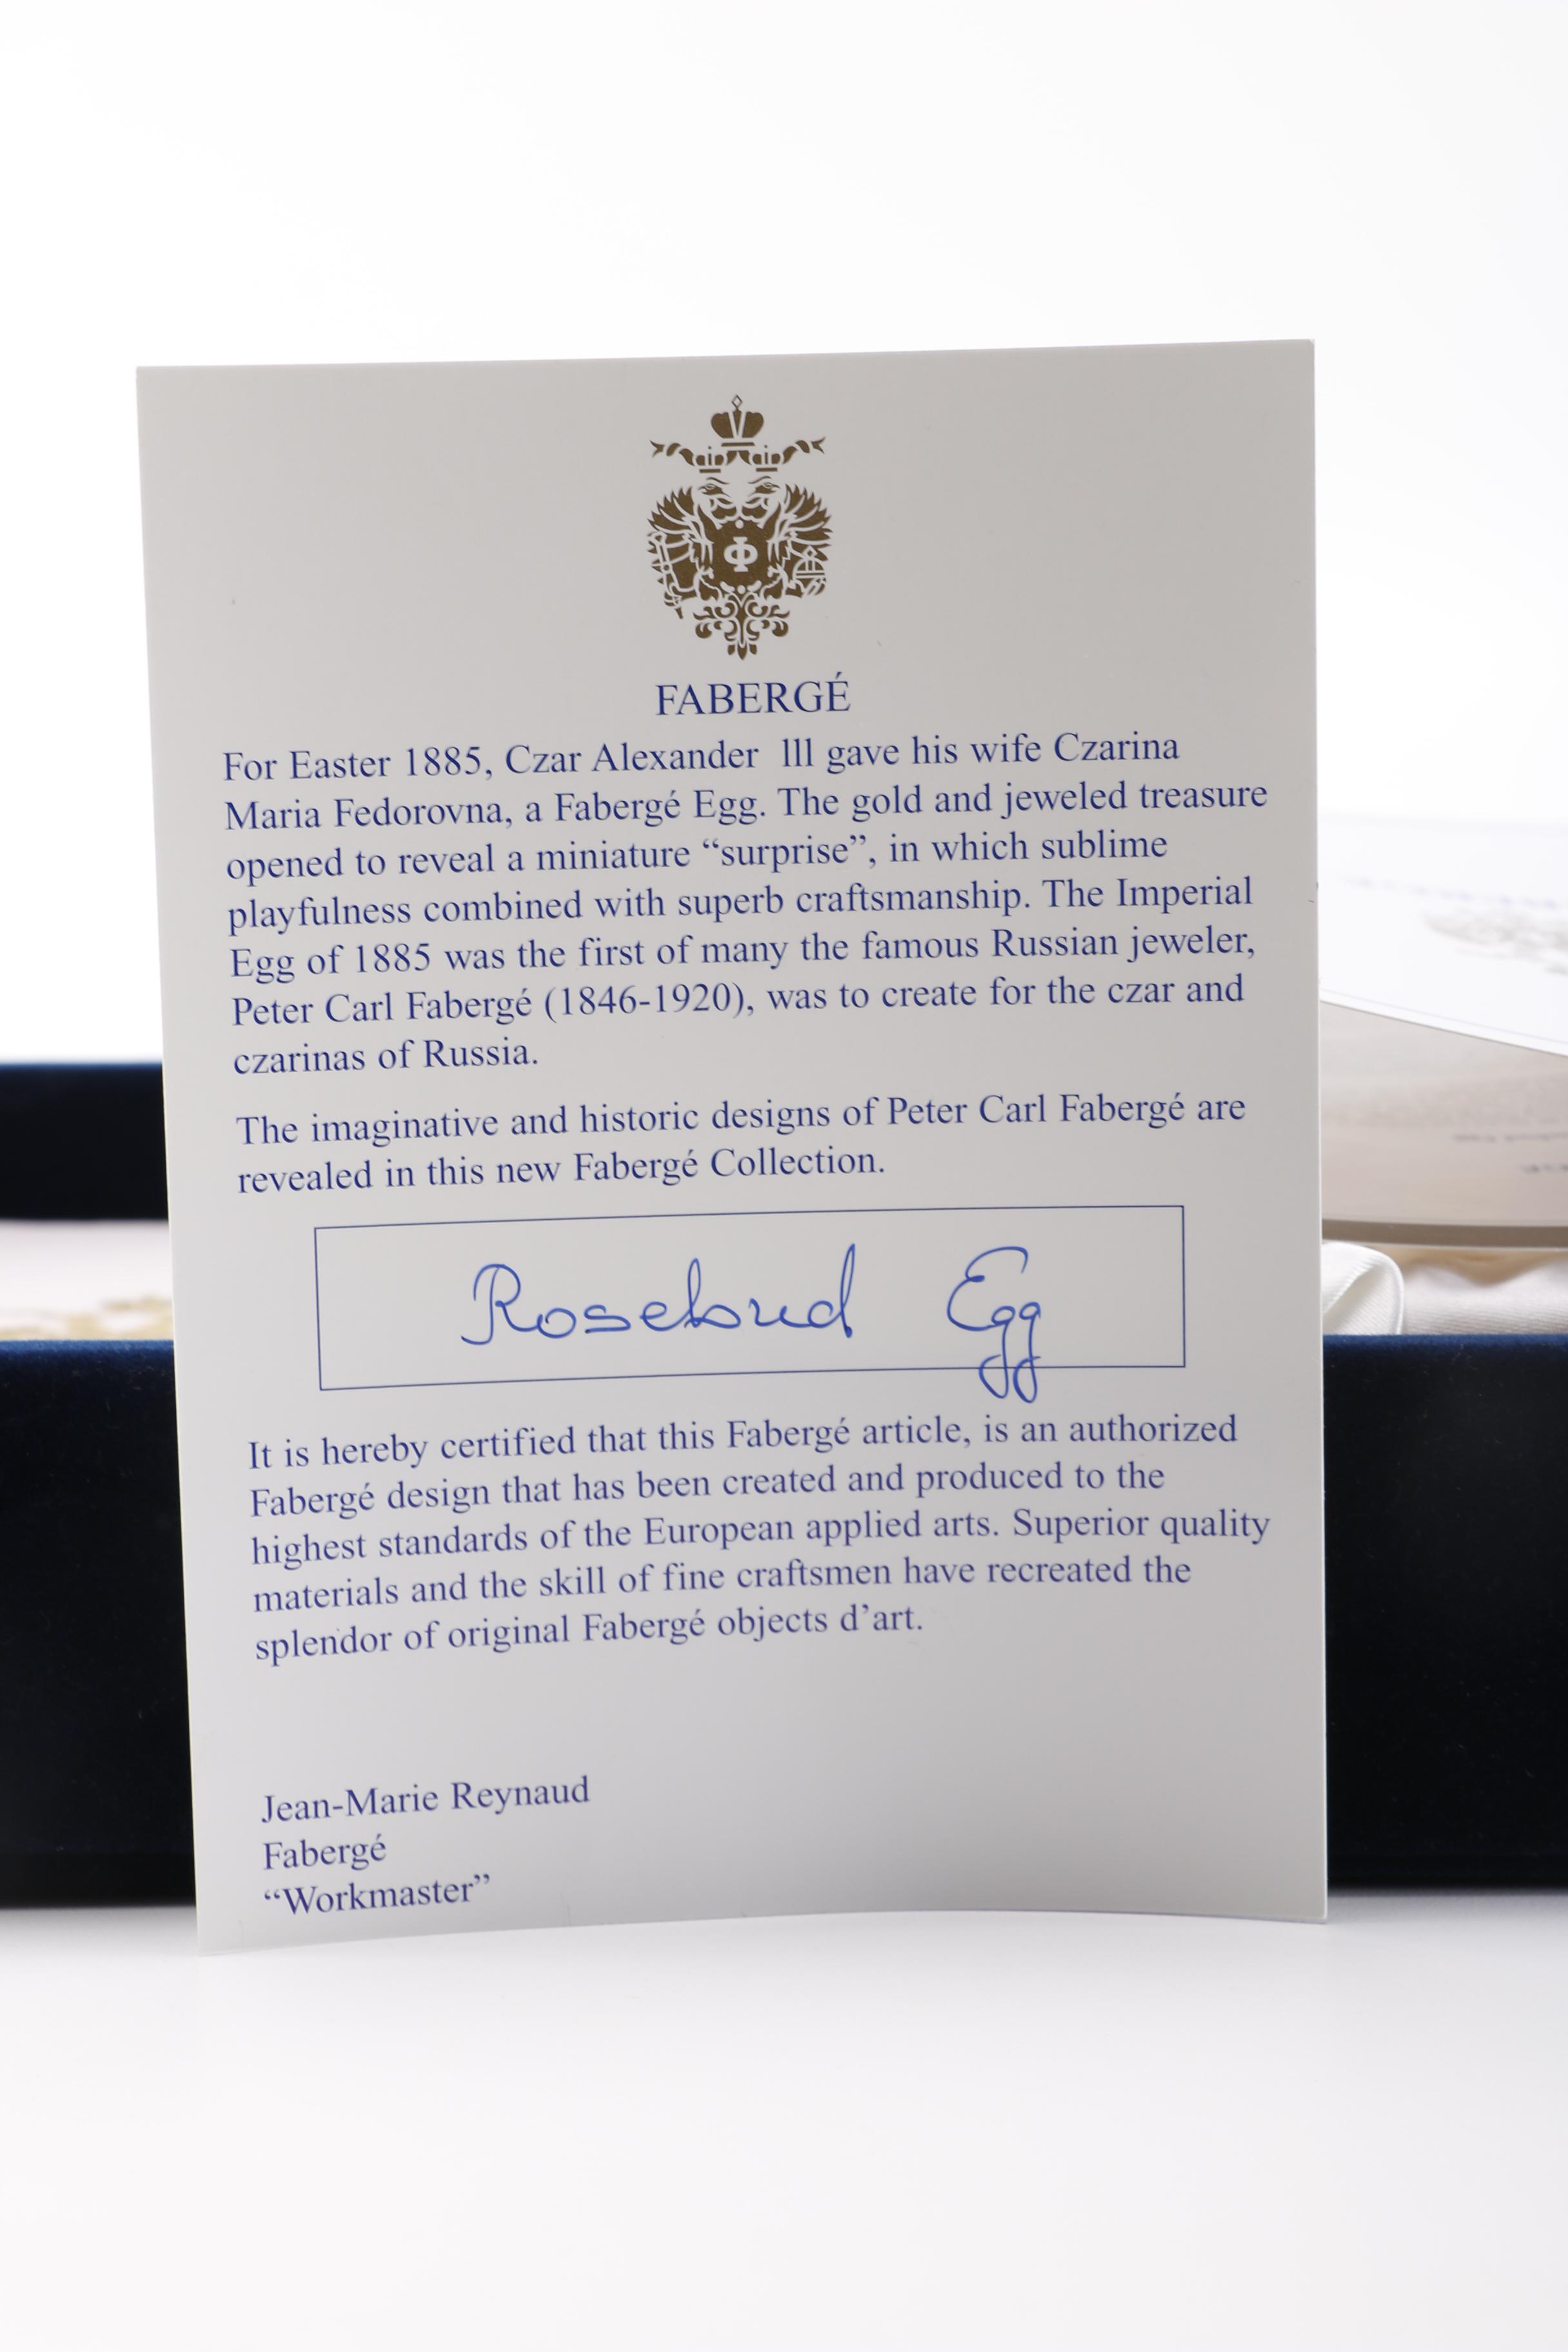 Φ
FABERGÉ
For Easter 1885, Czar Alexander lll gave his wife Czarina
Maria Fedorovna, a Fabergé Egg. The gold and jeweled treasure
opened to reveal a miniature “surprise”, in which sublime
playfulness combined with superb craftsmanship. The Imperial
Egg of 1885 was the first of many the famous Russian jeweler,
Peter Carl Fabergé (1846-1920), was to create for the czar and
czarinas of Russia.
The imaginative and historic designs of Peter Carl Fabergé are
revealed in this new Fabergé Collection.
Rosebud Egg
It is hereby certified that this Fabergé article, is an authorized
Fabergé design that has been created and produced to the
highest standards of the European applied arts. Superior quality
materials and the skill of fine craftsmen have recreated the
splendor of original Fabergé objects d’art.
Jean-Marie Reynaud
Fabergé
“Workmaster”